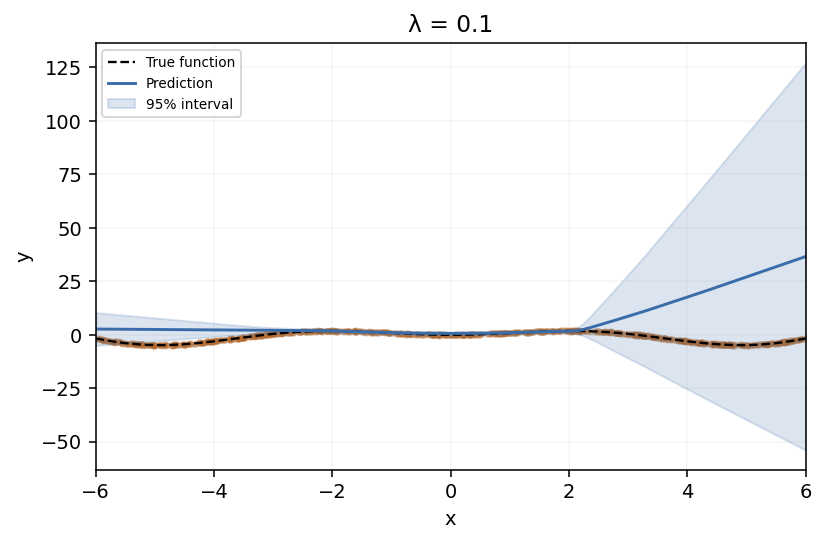 λ = 0.1
True function
Prediction
95% interval
y
125
100
75
50
25
0
−25
−50
−6
−4
−2
0
2
4
6
x